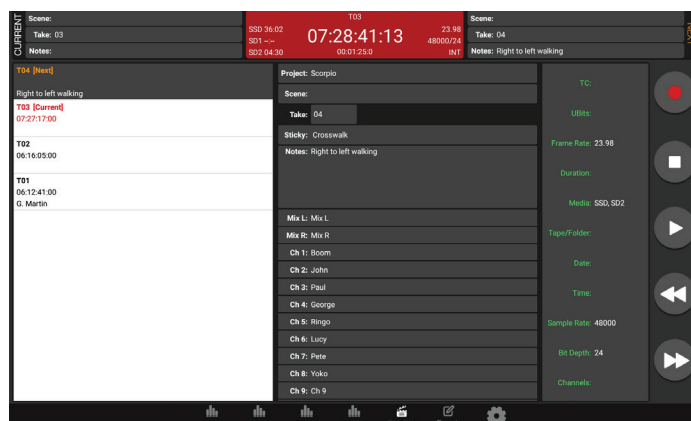 CURRENT
Scene:
Take: 03
Notes:
SSD 36:02
SD1 --:--
SD2 04:30
T03
07:28:41:13
00:01:25:0
23.98
48000/24
INT
Scene:
Take: 04
Notes: Right to left walking
T04 [Next]
Right to left walking
T03 [Current]
07:27:17:00
T02
06:16:05:00
T01
06:12:41:00
G. Martin
Project: Scorpio
Scene:
Take: 04
Sticky: Crosswalk
Notes: Right to left walking
Mix L: Mix L
Mix R: Mix R
Ch 1: Boom
Ch 2: John
Ch 3: Paul
Ch 4: George
Ch 5: Ringo
Ch 6: Lucy
Ch 7: Pete
Ch 8: Yoko
Ch 9: Ch 9
TC:
UBits:
Frame Rate: 23.98
Duration:
Media: SSD, SD2
Tape/Folder:
Date:
Time:
Sample Rate: 48000
Bit Depth: 24
Channels: